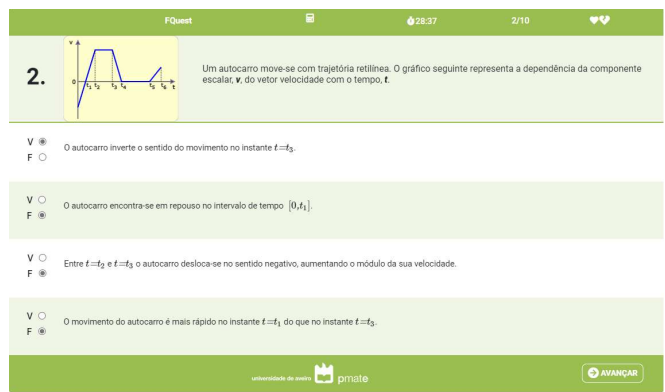 FQuest
28:37
2/10
2.
v
0
t1 t2 t3 t4 t5 t6 t
Um autocarro move-se com trajetória retilínea. O gráfico seguinte representa a dependência da componente
escalar, v, do vetor velocidade com o tempo, t.
V
F
O autocarro inverte o sentido do movimento no instante t=t₃.
V
F
O autocarro encontra-se em repouso no intervalo de tempo [0,t₁].
V
F
Entre t=t₂ e t=t₃ o autocarro desloca-se no sentido negativo, aumentando o módulo da sua velocidade.
V
F
O movimento do autocarro é mais rápido no instante t=t₁ do que no instante t=t₃.
universidade de aveiro pmate
AVANÇAR